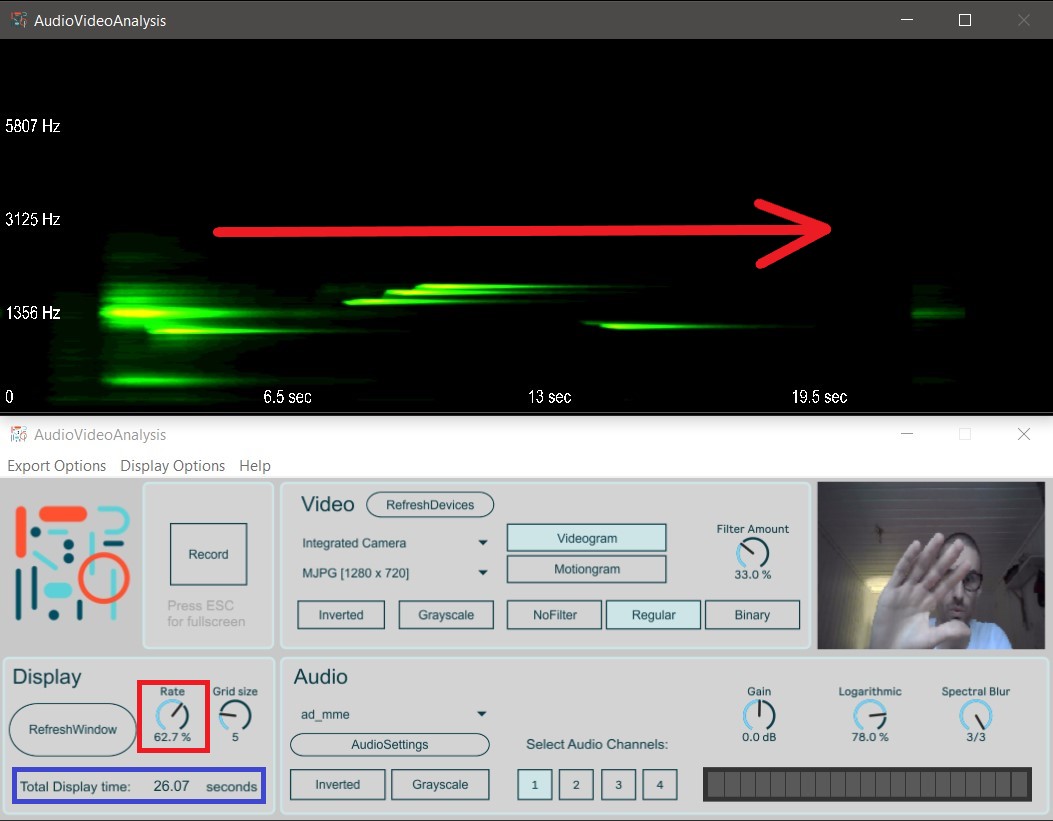 AudioVideoAnalysis
5807 Hz
3125 Hz
1356 Hz
0
6.5 sec
13 sec
19.5 sec
AudioVideoAnalysis
Export Options
Display Options
Help
Record
Press ESC
for fullscreen
Video
RefreshDevices
Integrated Camera
MJPG [1280 x 720]
Videogram
Motiongram
Filter Amount
33.0 %
Inverted
Grayscale
NoFilter
Regular
Binary
Display
RefreshWindow
Rate
62.7 %
Grid size
5
Total Display time: 26.07 seconds
Audio
ad_mme
AudioSettings
Inverted
Grayscale
Select Audio Channels:
1
2
3
4
Gain
0.0 dB
Logarithmic
78.0 %
Spectral Blur
3/3